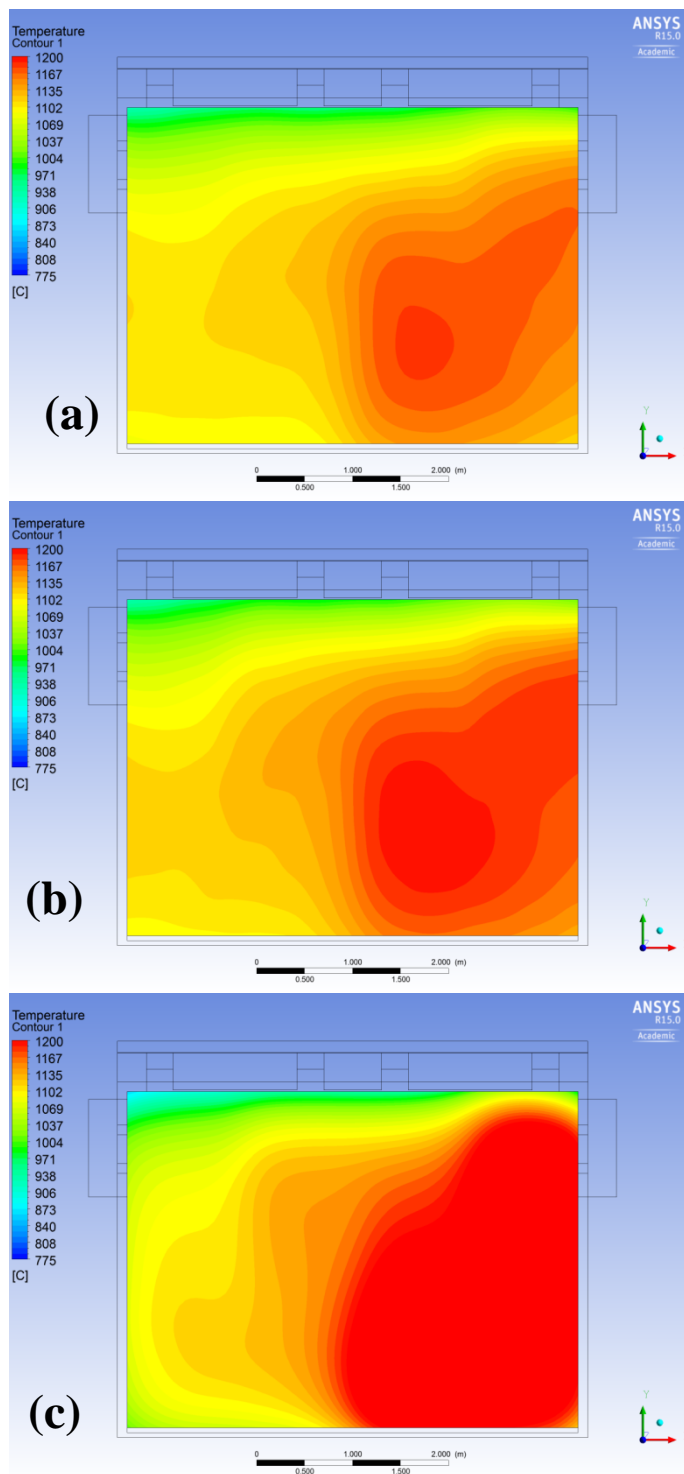 Temperature
Contour 1
1200
1167
1135
1102
1069
1037
1004
971
938
906
873
840
808
775
[C]
ANSYS
R15.0
Academic
(a)
Y
0 1.000 2.000 (m)
0.500 1.500
Temperature
Contour 1
1200
1167
1135
1102
1069
1037
1004
971
938
906
873
840
808
775
[C]
ANSYS
R15.0
Academic
(b)
Y
0 1.000 2.000 (m)
0.500 1.500
Temperature
Contour 1
1200
1167
1135
1102
1069
1037
1004
971
938
906
873
840
808
775
[C]
ANSYS
R15.0
Academic
(c)
Y
0 1.000 2.000 (m)
0.500 1.500